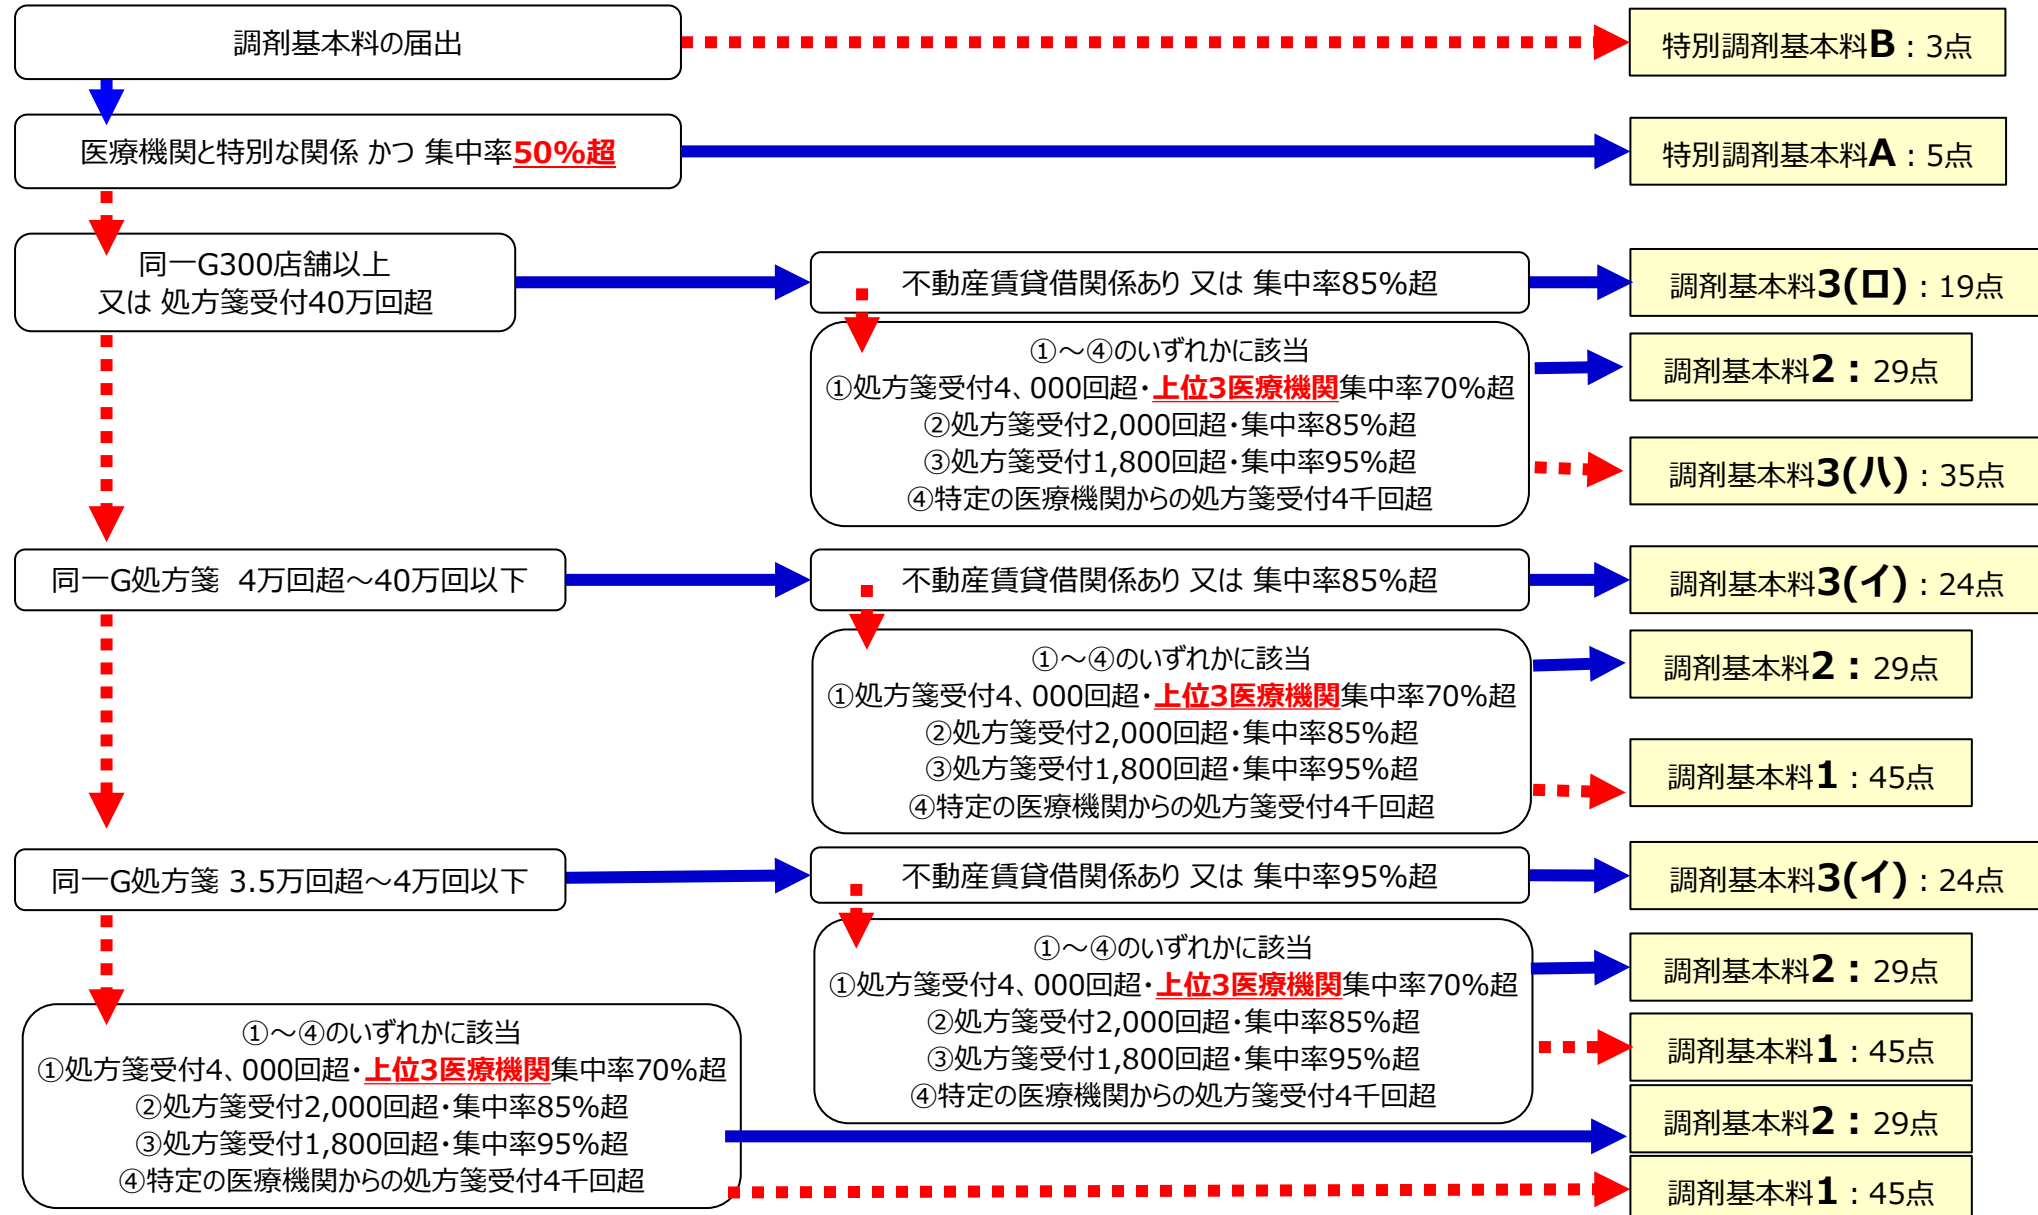 調剤基本料の届出
特別調剤基本料B：3点
医療機関と特別な関係 かつ 集中率50%超
特別調剤基本料A：5点
同一G300店舗以上
又は 処方箋受付40万回超
不動産賃貸借関係あり 又は 集中率85%超
調剤基本料3(ロ)：19点
①～④のいずれかに該当
①処方箋受付4、000回超・上位3医療機関集中率70%超
②処方箋受付2,000回超・集中率85%超
③処方箋受付1,800回超・集中率95%超
④特定の医療機関からの処方箋受付4千回超
調剤基本料2：29点
調剤基本料3(ハ)：35点
同一G処方箋 4万回超～40万回以下
不動産賃貸借関係あり 又は 集中率85%超
調剤基本料3(イ)：24点
①～④のいずれかに該当
①処方箋受付4、000回超・上位3医療機関集中率70%超
②処方箋受付2,000回超・集中率85%超
③処方箋受付1,800回超・集中率95%超
④特定の医療機関からの処方箋受付4千回超
調剤基本料2：29点
調剤基本料1：45点
同一G処方箋 3.5万回超～4万回以下
不動産賃貸借関係あり 又は 集中率95%超
調剤基本料3(イ)：24点
①～④のいずれかに該当
①処方箋受付4、000回超・上位3医療機関集中率70%超
②処方箋受付2,000回超・集中率85%超
③処方箋受付1,800回超・集中率95%超
④特定の医療機関からの処方箋受付4千回超
調剤基本料2：29点
調剤基本料1：45点
①～④のいずれかに該当
①処方箋受付4、000回超・上位3医療機関集中率70%超
②処方箋受付2,000回超・集中率85%超
③処方箋受付1,800回超・集中率95%超
④特定の医療機関からの処方箋受付4千回超
調剤基本料2：29点
調剤基本料1：45点